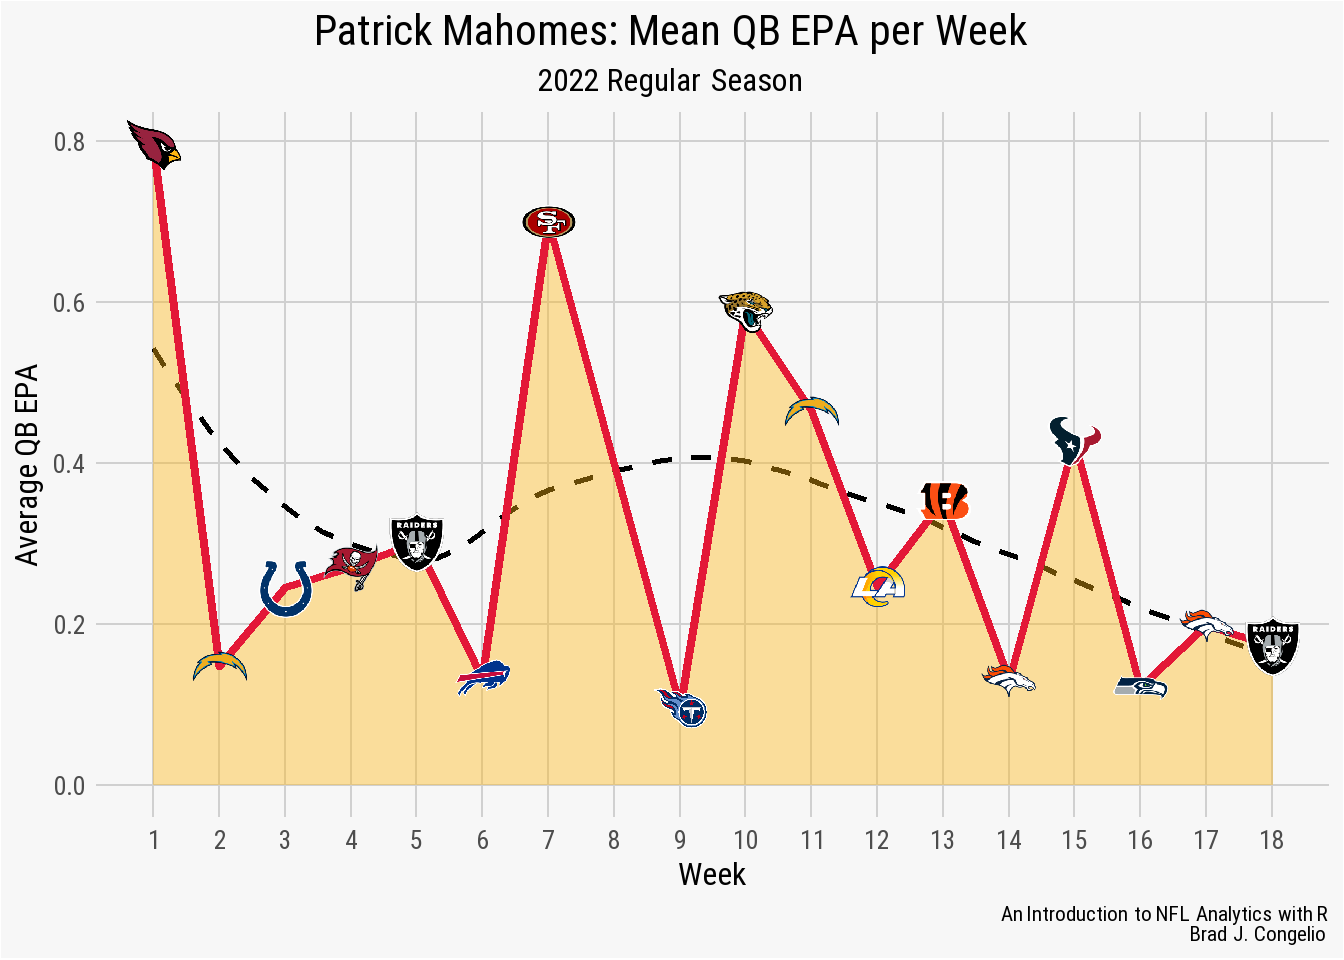 Patrick Mahomes: Mean QB EPA per Week
2022 Regular Season
Average QB EPA
0.8
0.6
0.4
0.2
0.0
SF
RAIDERS
T
B
LA
RAIDERS
1 2 3 4 5 6 7 8 9 10 11 12 13 14 15 16 17 18
Week
An Introduction to NFL Analytics with R
Brad J. Congelio